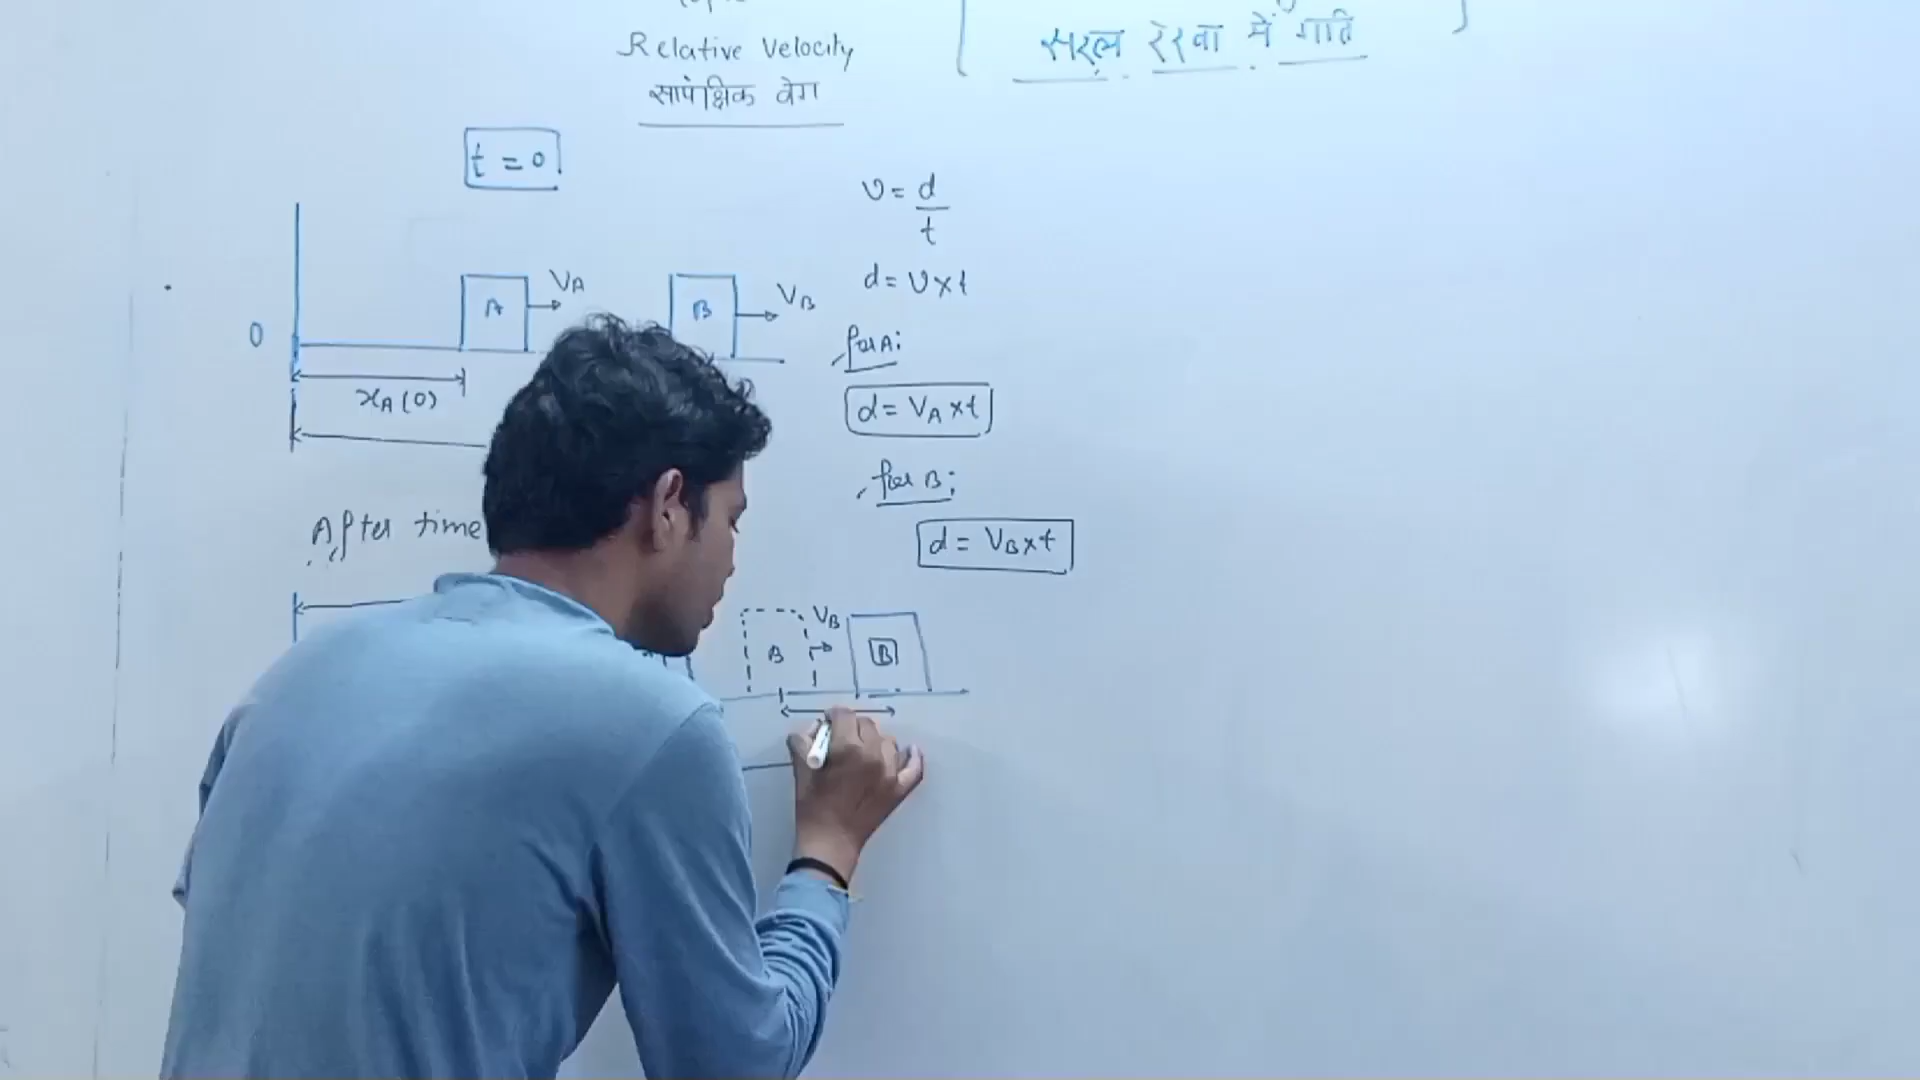 Relative Velocity
सापेक्षिक वेग
सरल रेखा में गति
t = 0
v = d/t
d = v×t
A
VA
B
VB
0
for A:
xA(0)
d = VA×t
for B:
After time
d = VB×t
VB
B
B